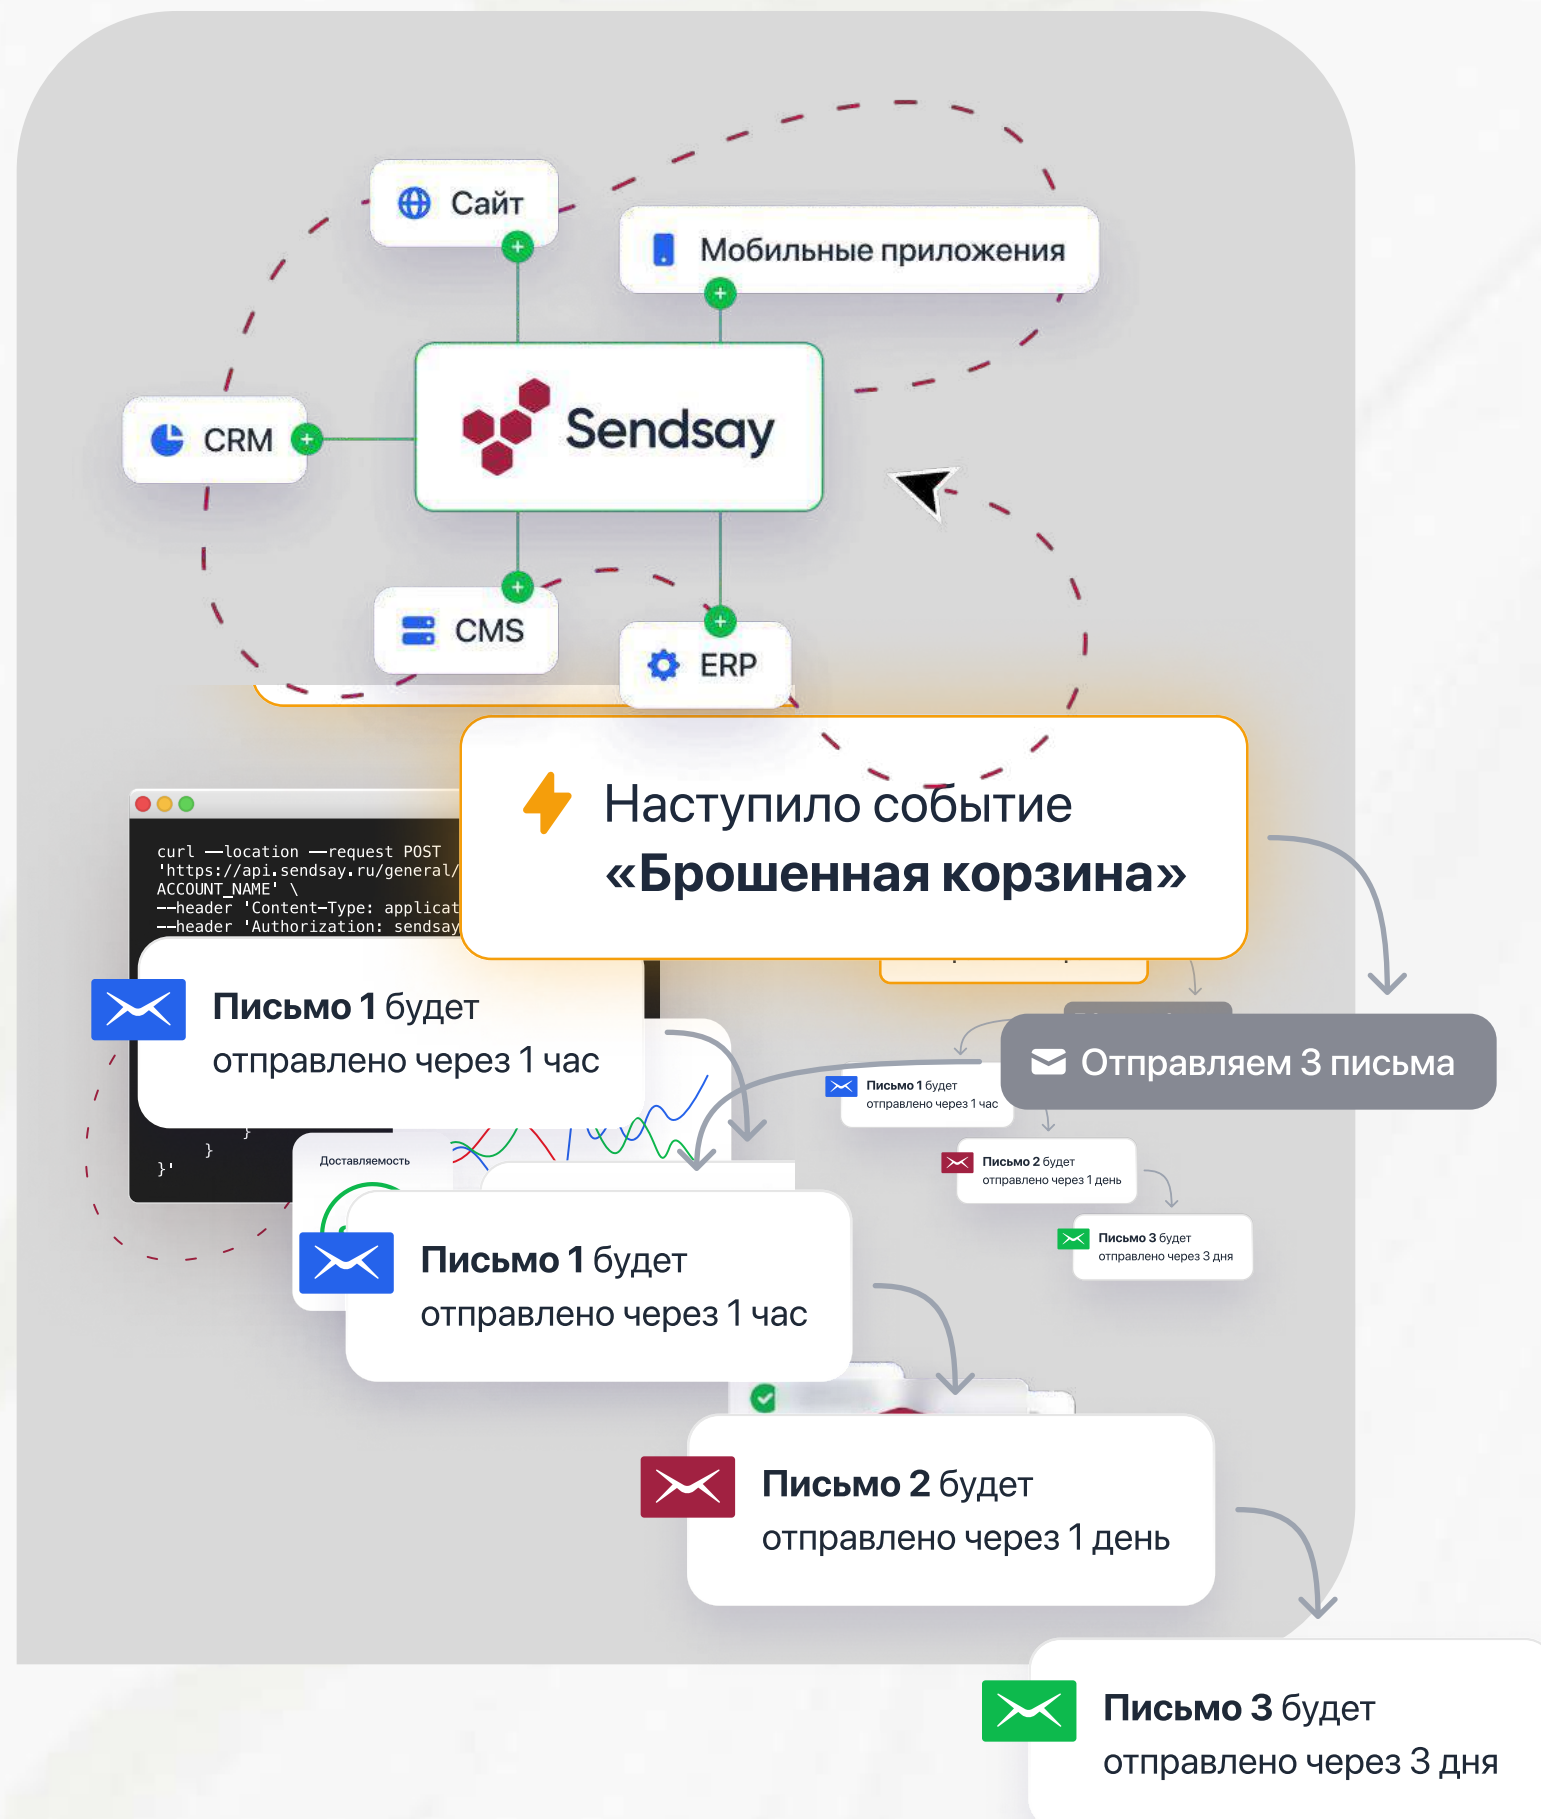 Сайт
Мобильные приложения
Sendsay
CRM
CMS
ERP
Наступило событие
«Брошенная корзина»
curl —location —request POST
'https://api.sendsay.ru/general/
ACCOUNT_NAME' \
--header 'Content-Type: applicat
--header 'Authorization: sendsay
Письмо 1 будет
отправлено через 1 час
Отправляем 3 письма
Письмо 1 будет
отправлено через 1 час
}
}
}'
Доставляемость
Письмо 2 будет
отправлено через 1 день
Письмо 3 будет
отправлено через 3 дня
Письмо 1 будет
отправлено через 1 час
Письмо 2 будет
отправлено через 1 день
Письмо 3 будет
отправлено через 3 дня